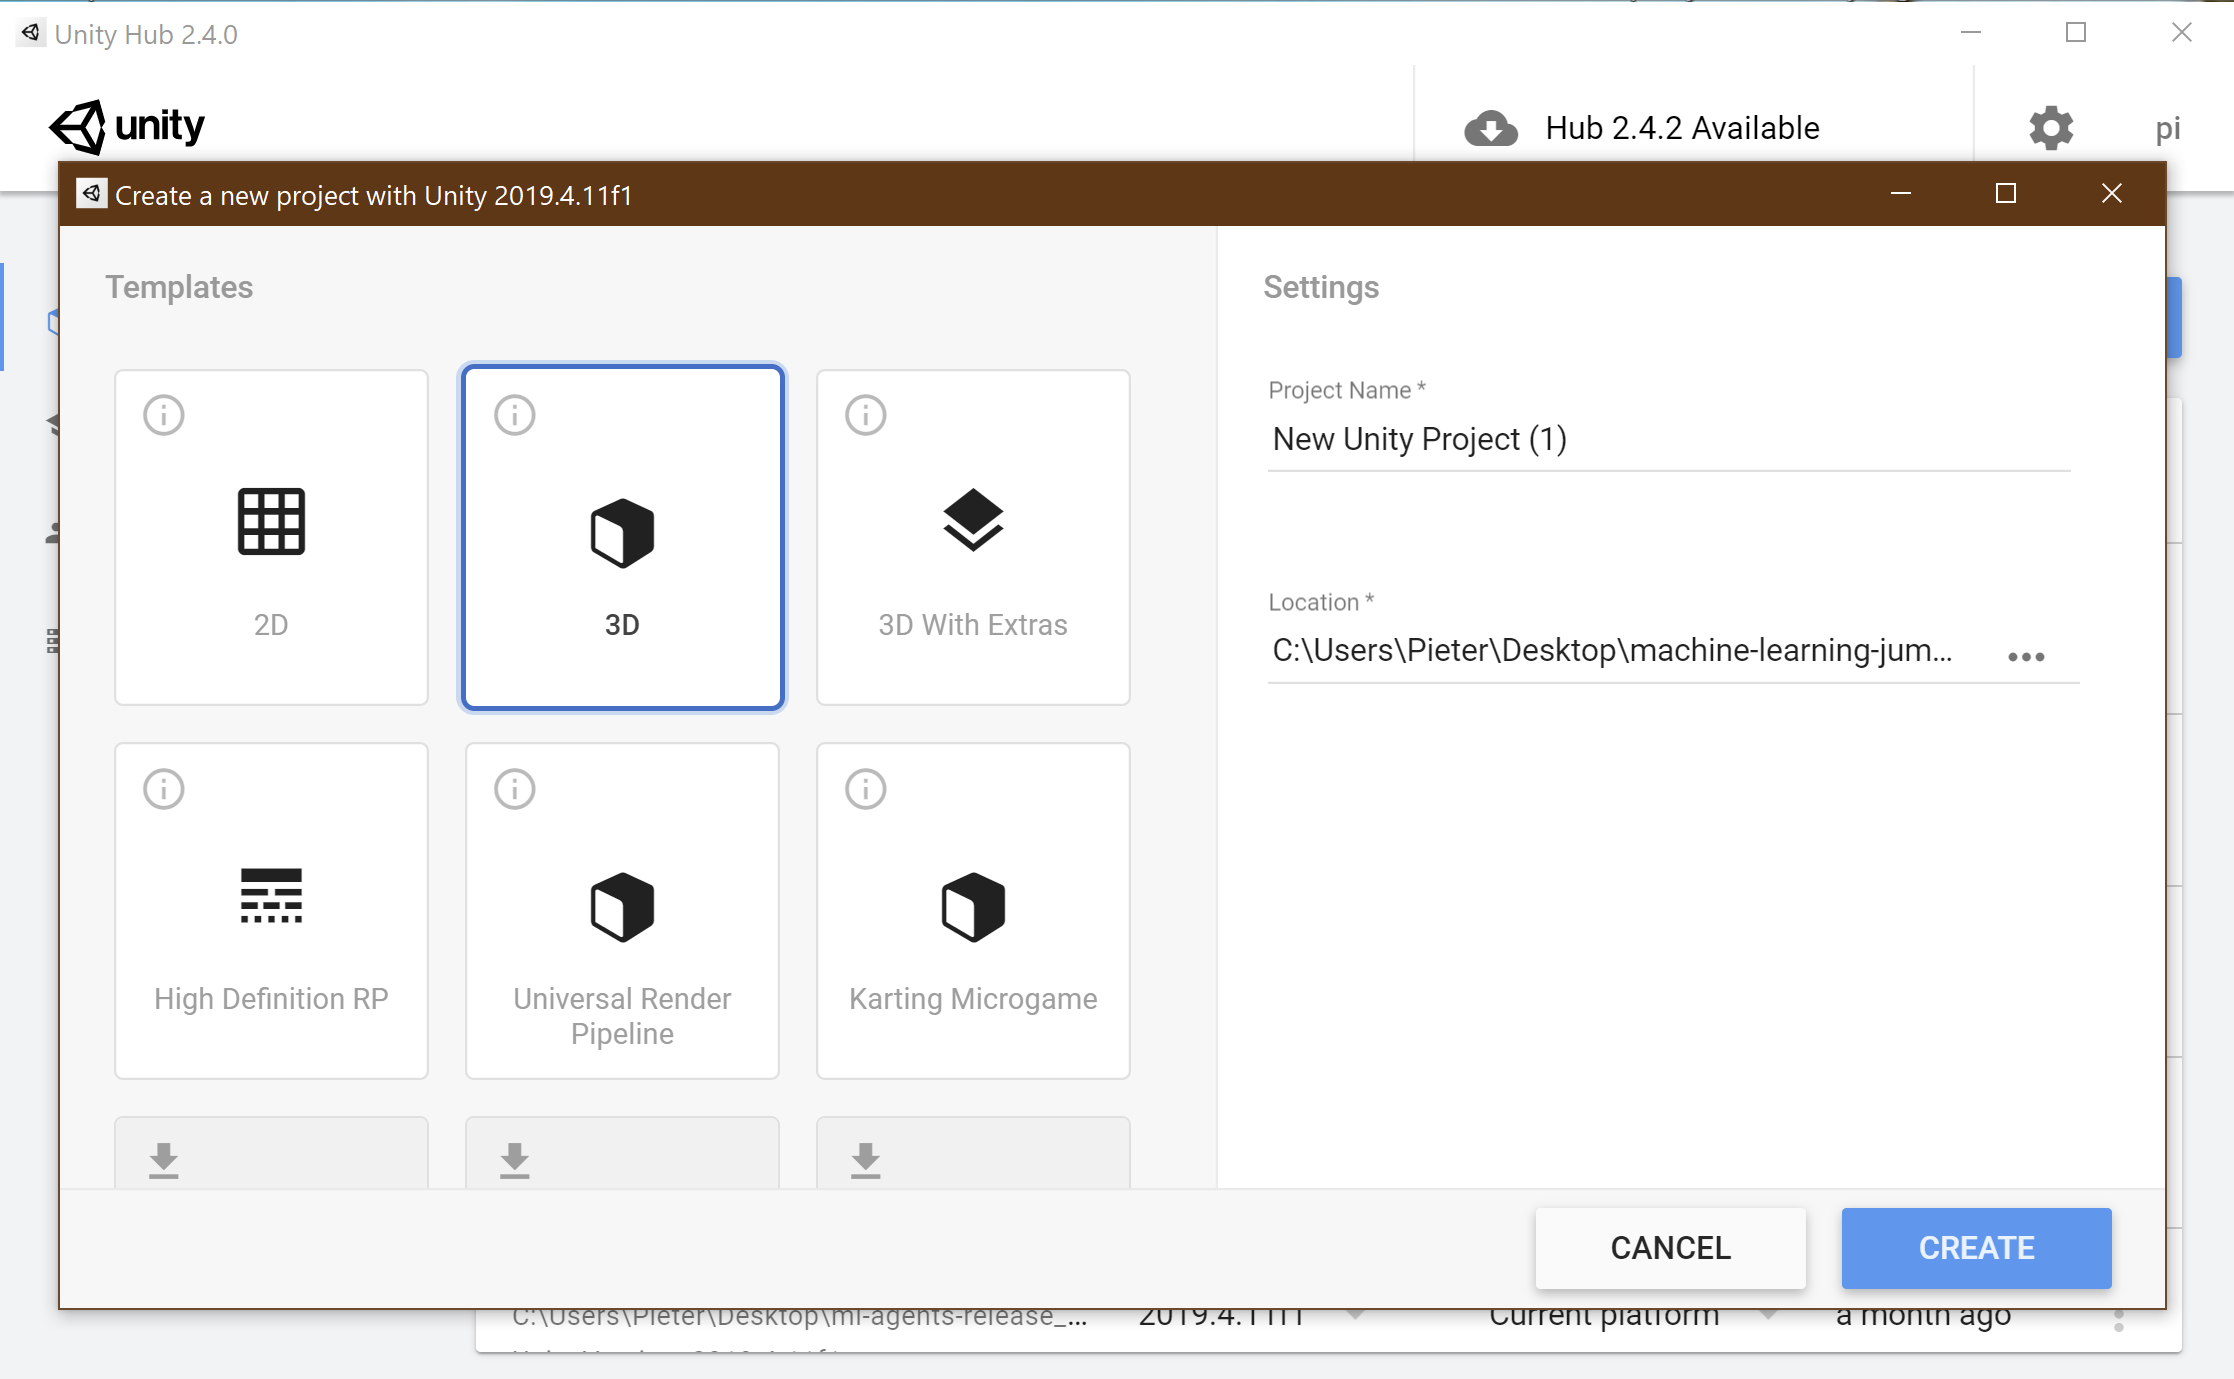 Unity Hub 2.4.0
unity
Hub 2.4.2 Available
pi
Create a new project with Unity 2019.4.11f1
Templates
Settings
2D
3D
3D With Extras
Project Name *
New Unity Project (1)
Location *
C:\Users\Pieter\Desktop\machine-learning-jum...
High Definition RP
Universal Render
Pipeline
Karting Microgame
CANCEL
CREATE
C:\Users\Pieter\Desktop\ml-agents-release_...
2019.4.11f1
Current platform
a month ago